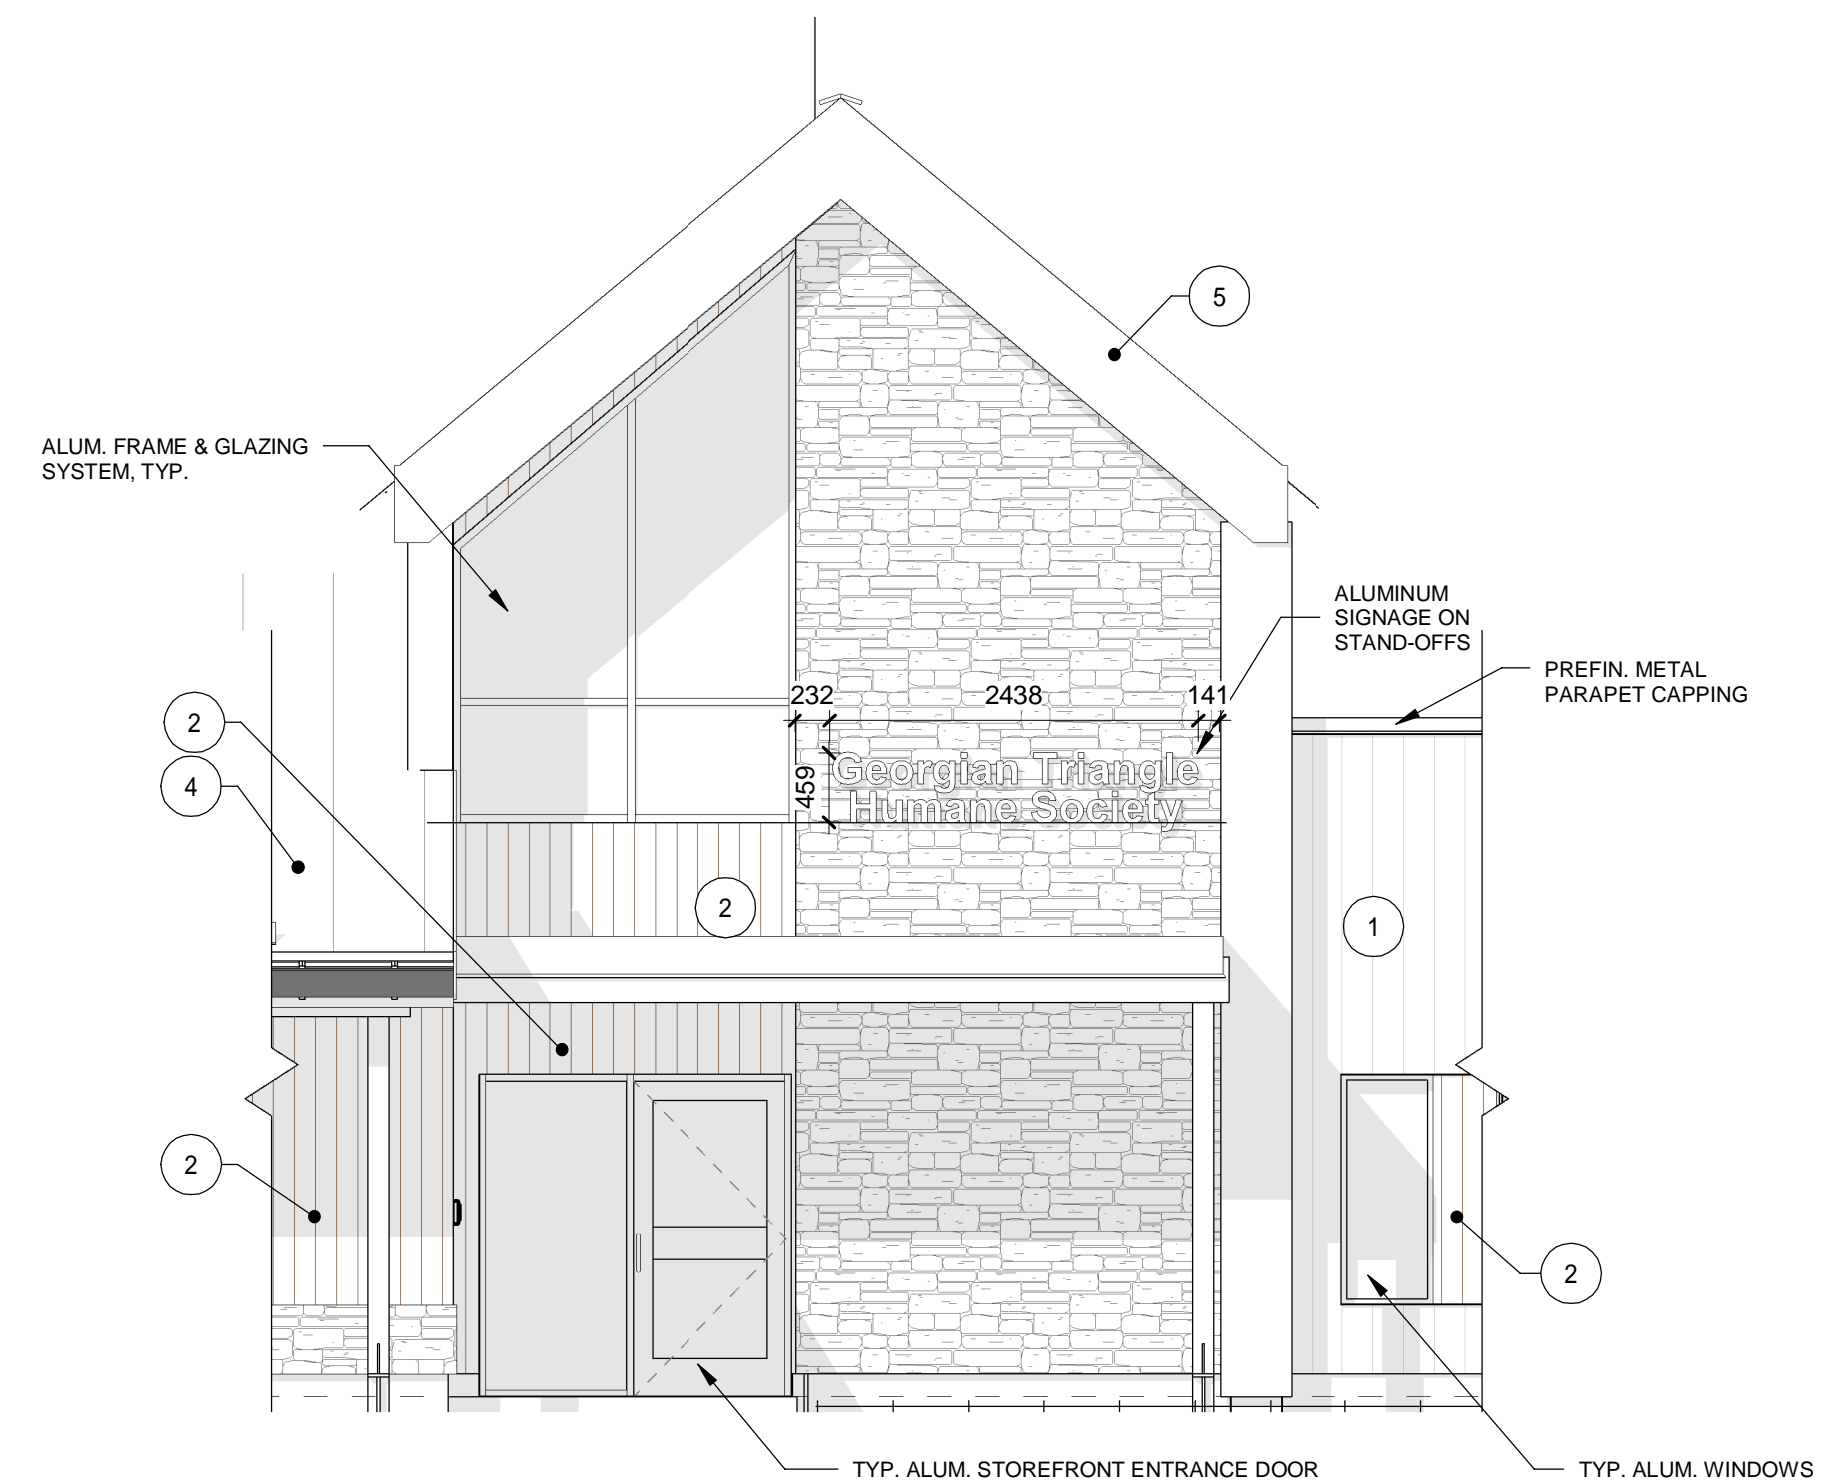 5
ALUM. FRAME & GLAZING
SYSTEM, TYP.
ALUMINUM
SIGNAGE ON
STAND-OFFS
PREFIN. METAL
PARAPET CAPPING
232
2438
141
2
4
459
Georgian Triangle
Humane Society
2
1
2
2
TYP. ALUM. STOREFRONT ENTRANCE DOOR
TYP. ALUM. WINDOWS